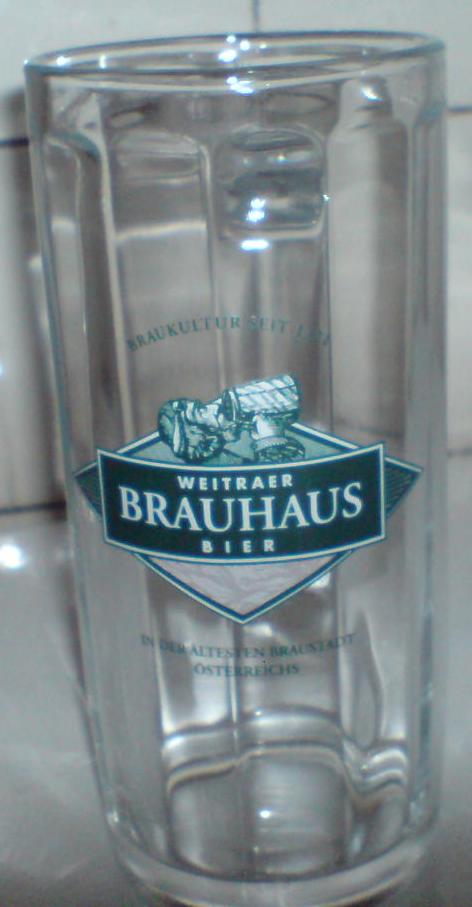 BRAUKULTUR SEIT
WEITRAER
BRAUHAUS
BIER
IN DER ÄLTESTEN BRAUSTADT
ÖSTERREICHS